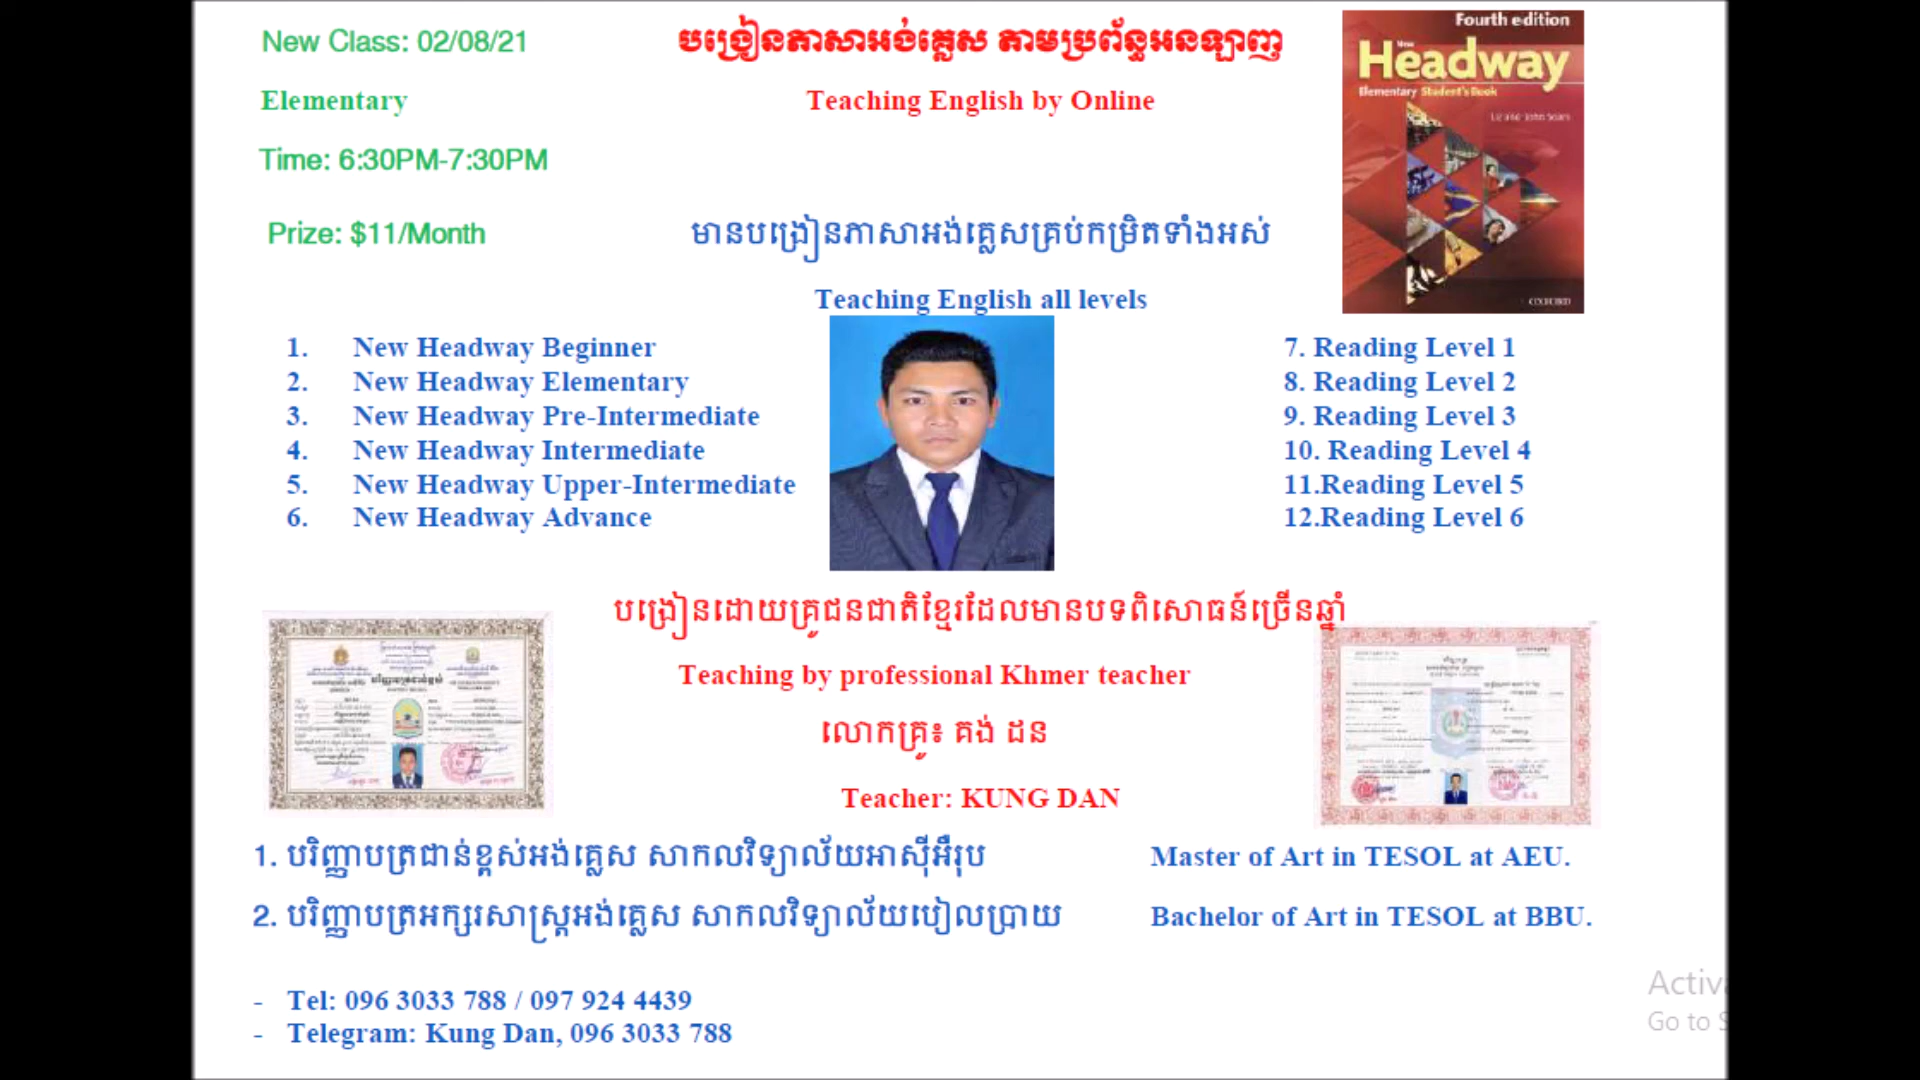 New Class: 02/08/21
Elementary
Time: 6:30PM-7:30PM
Prize: $11/Month
បង្រៀនភាសាអង់គ្លេស តាមប្រព័ន្ធអនឡាញ
Teaching English by Online
មានបង្រៀនភាសាអង់គ្លេសគ្រប់កម្រិតទាំងអស់
Teaching English all levels
Fourth edition
New
Headway
Elementary Student's Book
Liz and John Soars
OXFORD
1. New Headway Beginner
2. New Headway Elementary
3. New Headway Pre-Intermediate
4. New Headway Intermediate
5. New Headway Upper-Intermediate
6. New Headway Advance
7. Reading Level 1
8. Reading Level 2
9. Reading Level 3
10. Reading Level 4
11.Reading Level 5
12.Reading Level 6
បង្រៀនដោយគ្រូជនជាតិខ្មែរដែលមានបទពិសោធន៍ច្រើនឆ្នាំ
Teaching by professional Khmer teacher
លោកគ្រូ៖ គង់ ដន
Teacher: KUNG DAN
1. បរិញ្ញាបត្រជាន់ខ្ពស់អង់គ្លេស សាកលវិទ្យាល័យអាស៊ីអឺរុប
Master of Art in TESOL at AEU.
2. បរិញ្ញាបត្រអក្សរសាស្ត្រអង់គ្លេស សាកលវិទ្យាល័យបៀលប្រាយ
Bachelor of Art in TESOL at BBU.
- Tel: 096 3033 788 / 097 924 4439
- Telegram: Kung Dan, 096 3033 788
Activ
Go to S